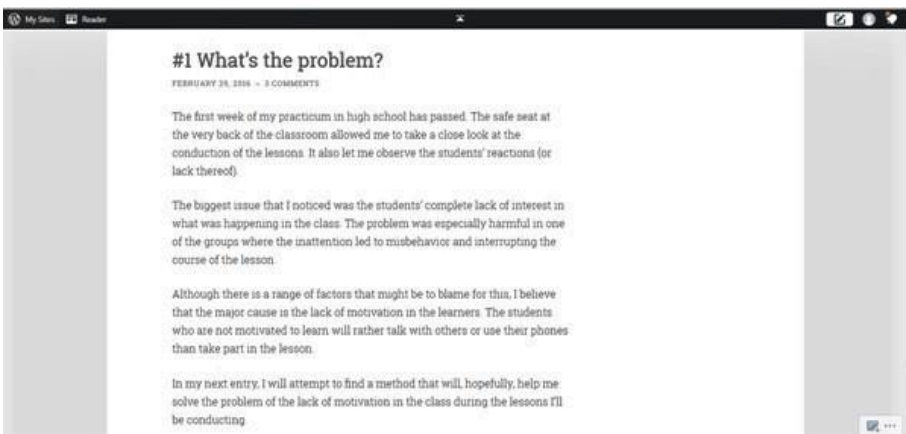 My Sites Reader
#1 What's the problem?
FEBRUARY 29, 2016 ~ 3 COMMENTS
The first week of my practicum in high school has passed. The safe seat at
the very back of the classroom allowed me to take a close look at the
conduction of the lessons. It also let me observe the students' reactions (or
lack thereof).
The biggest issue that I noticed was the students' complete lack of interest in
what was happening in the class. The problem was especially harmful in one
of the groups where the inattention led to misbehavior and interrupting the
course of the lesson.
Although there is a range of factors that might be to blame for this, I believe
that the major cause is the lack of motivation in the learners. The students
who are not motivated to learn will rather talk with others or use their phones
than take part in the lesson.
In my next entry, I will attempt to find a method that will, hopefully, help me
solve the problem of the lack of motivation in the class during the lessons I'll
be conducting.